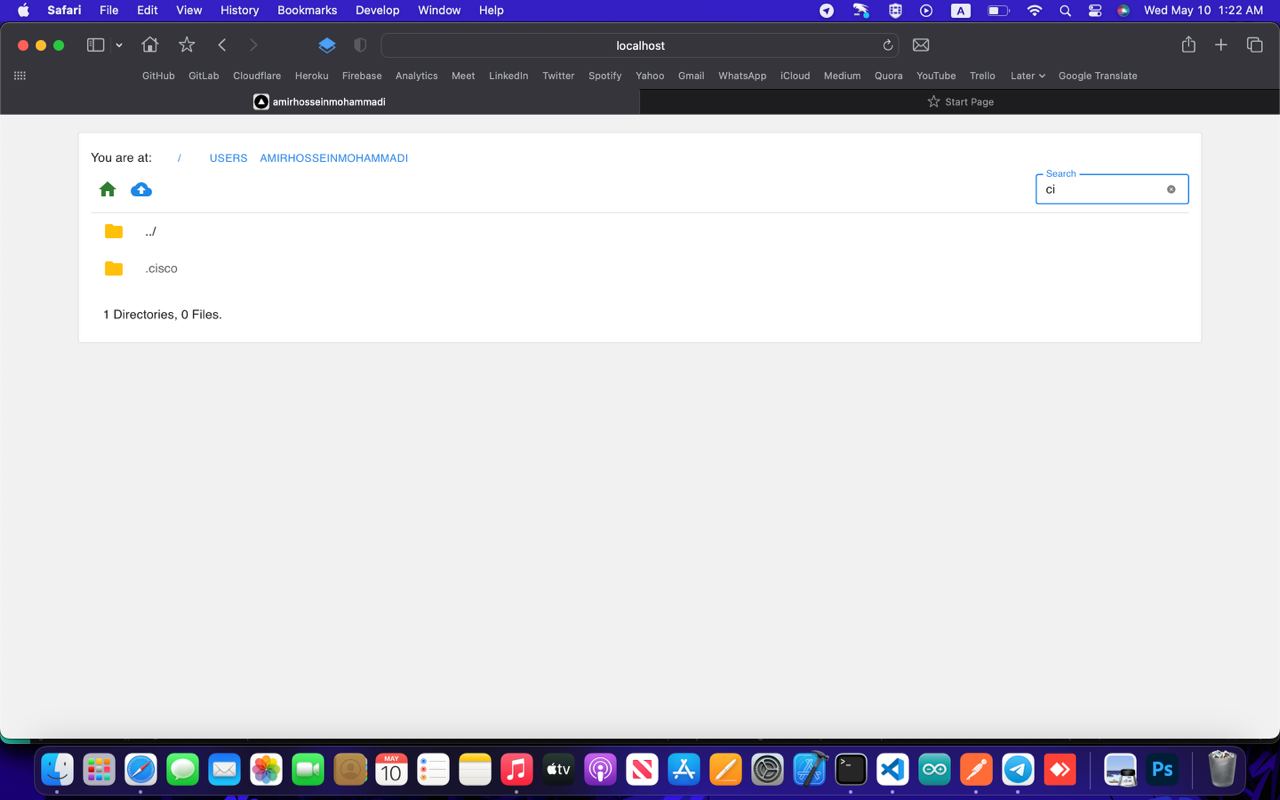 Safari File Edit View History Bookmarks Develop Window Help A Wed May 10 1:22 AM
localhost
GitHub GitLab Cloudflare Heroku Firebase Analytics Meet LinkedIn Twitter Spotify Yahoo Gmail WhatsApp iCloud Medium Quora YouTube Trello Later Google Translate
amirhosseinmohammadi Start Page
You are at: / USERS AMIRHOSSEINMOHAMMADI
Search
ci
../
.cisco
1 Directories, 0 Files.
MAY
10
tv
Ps